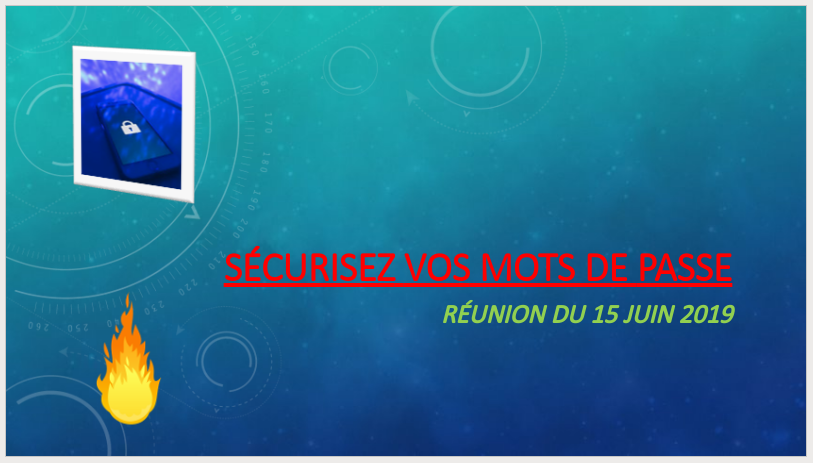 SÉCURISEZ VOS MOTS DE PASSE
RÉUNION DU 15 JUIN 2019